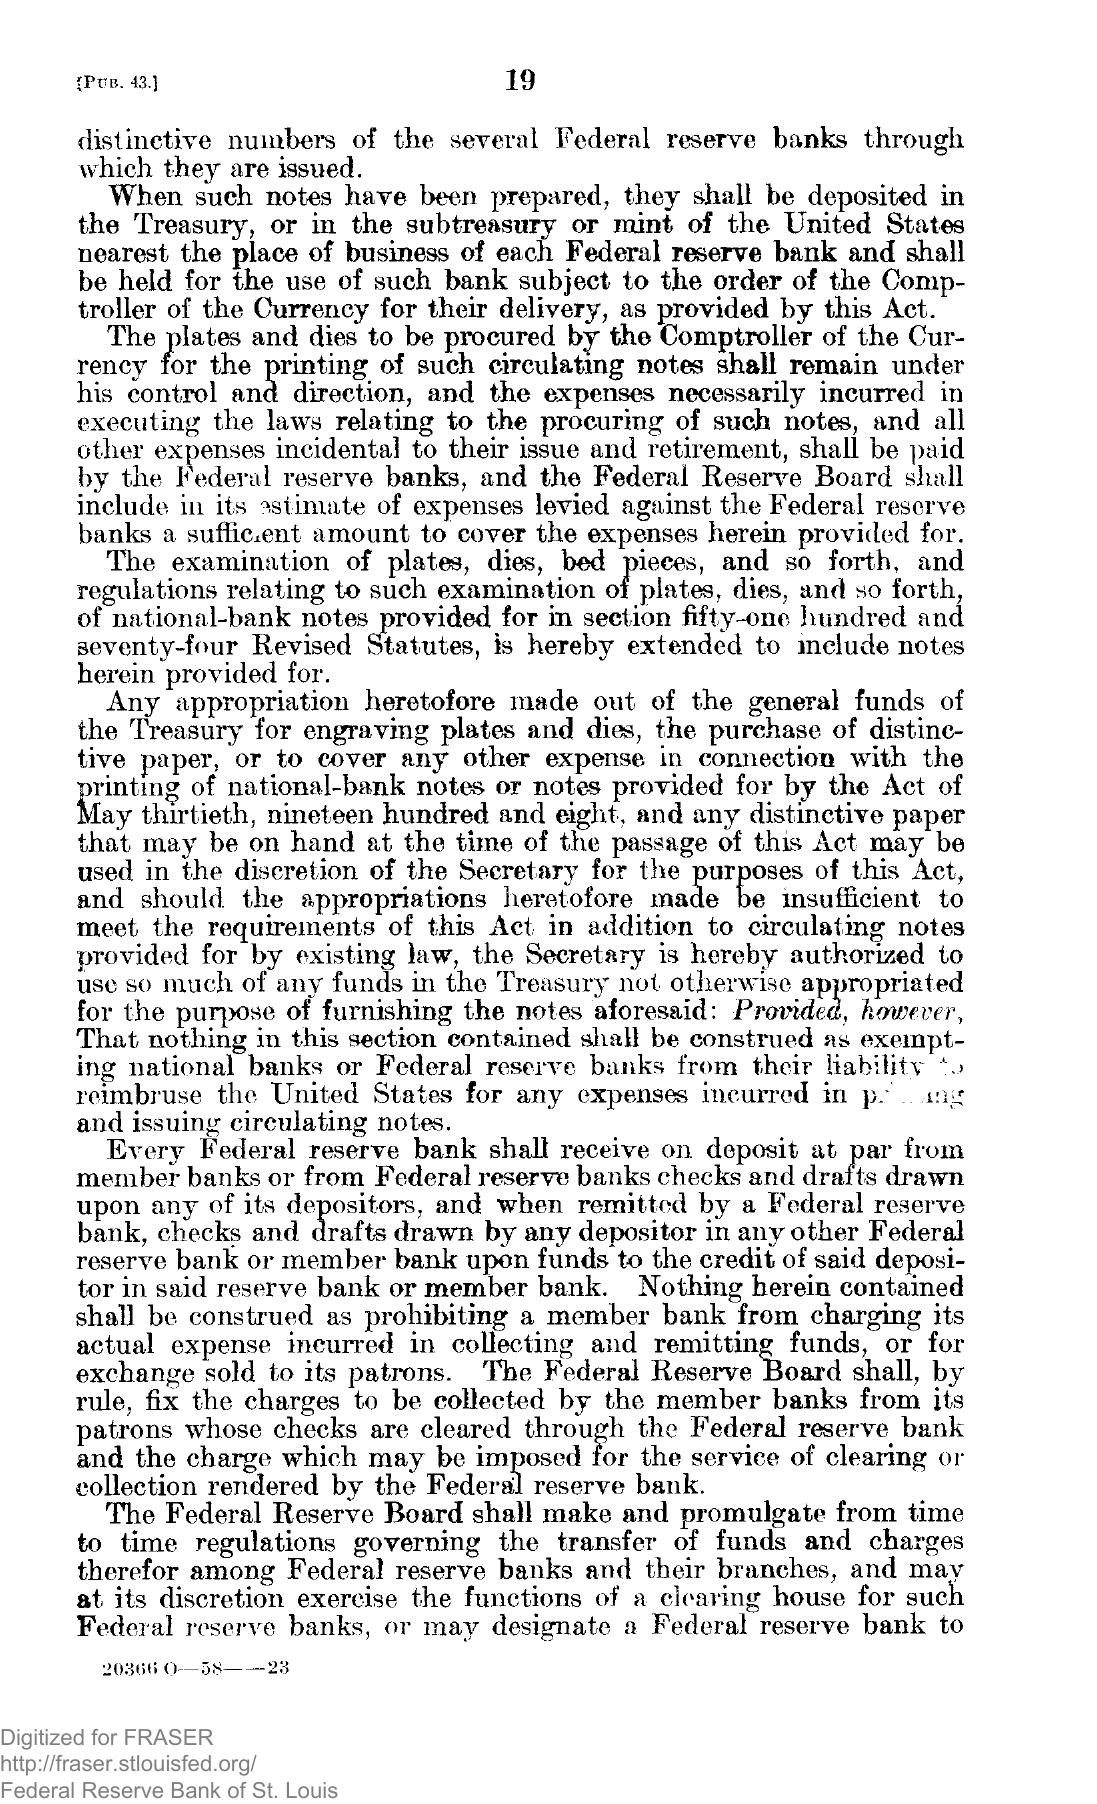 [PUB. 43.] 19
distinctive numbers of the several Federal reserve banks through
which they are issued.
When such notes have been prepared, they shall be deposited in
the Treasury, or in the subtreasury or mint of the United States
nearest the place of business of each Federal reserve bank and shall
be held for the use of such bank subject to the order of the Comp-
troller of the Currency for their delivery, as provided by this Act.
The plates and dies to be procured by the Comptroller of the Cur-
rency for the printing of such circulating notes shall remain under
his control and direction, and the expenses necessarily incurred in
executing the laws relating to the procuring of such notes, and all
other expenses incidental to their issue and retirement, shall be paid
by the Federal reserve banks, and the Federal Reserve Board shall
include in its estimate of expenses levied against the Federal reserve
banks a sufficient amount to cover the expenses herein provided for.
The examination of plates, dies, bed pieces, and so forth, and
regulations relating to such examination of plates, dies, and so forth,
of national-bank notes provided for in section fifty-one hundred and
seventy-four Revised Statutes, is hereby extended to include notes
herein provided for.
Any appropriation heretofore made out of the general funds of
the Treasury for engraving plates and dies, the purchase of distinc-
tive paper, or to cover any other expense in connection with the
printing of national-bank notes or notes provided for by the Act of
May thirtieth, nineteen hundred and eight, and any distinctive paper
that may be on hand at the time of the passage of this Act may be
used in the discretion of the Secretary for the purposes of this Act,
and should the appropriations heretofore made be insufficient to
meet the requirements of this Act in addition to circulating notes
provided for by existing law, the Secretary is hereby authorized to
use so much of any funds in the Treasury not otherwise appropriated
for the purpose of furnishing the notes aforesaid: Provided, however,
That nothing in this section contained shall be construed as exempt-
ing national banks or Federal reserve banks from their liability
reimbruse the United States for any expenses incurred in
and issuing circulating notes.
Every Federal reserve bank shall receive on deposit at par from
member banks or from Federal reserve banks checks and drafts drawn
upon any of its depositors, and when remitted by a Federal reserve
bank, checks and drafts drawn by any depositor in any other Federal
reserve bank or member bank upon funds to the credit of said deposi-
tor in said reserve bank or member bank. Nothing herein contained
shall be construed as prohibiting a member bank from charging its
actual expense incurred in collecting and remitting funds, or for
exchange sold to its patrons. The Federal Reserve Board shall, by
rule, fix the charges to be collected by the member banks from its
patrons whose checks are cleared through the Federal reserve bank
and the charge which may be imposed for the service of clearing or
collection rendered by the Federal reserve bank.
The Federal Reserve Board shall make and promulgate from time
to time regulations governing the transfer of funds and charges
therefor among Federal reserve banks and their branches, and may
at its discretion exercise the functions of a clearing house for such
Federal reserve banks, or may designate a Federal reserve bank to
20366 O—58——23
Digitized for FRASER
http://fraser.stlouisfed.org/
Federal Reserve Bank of St. Louis